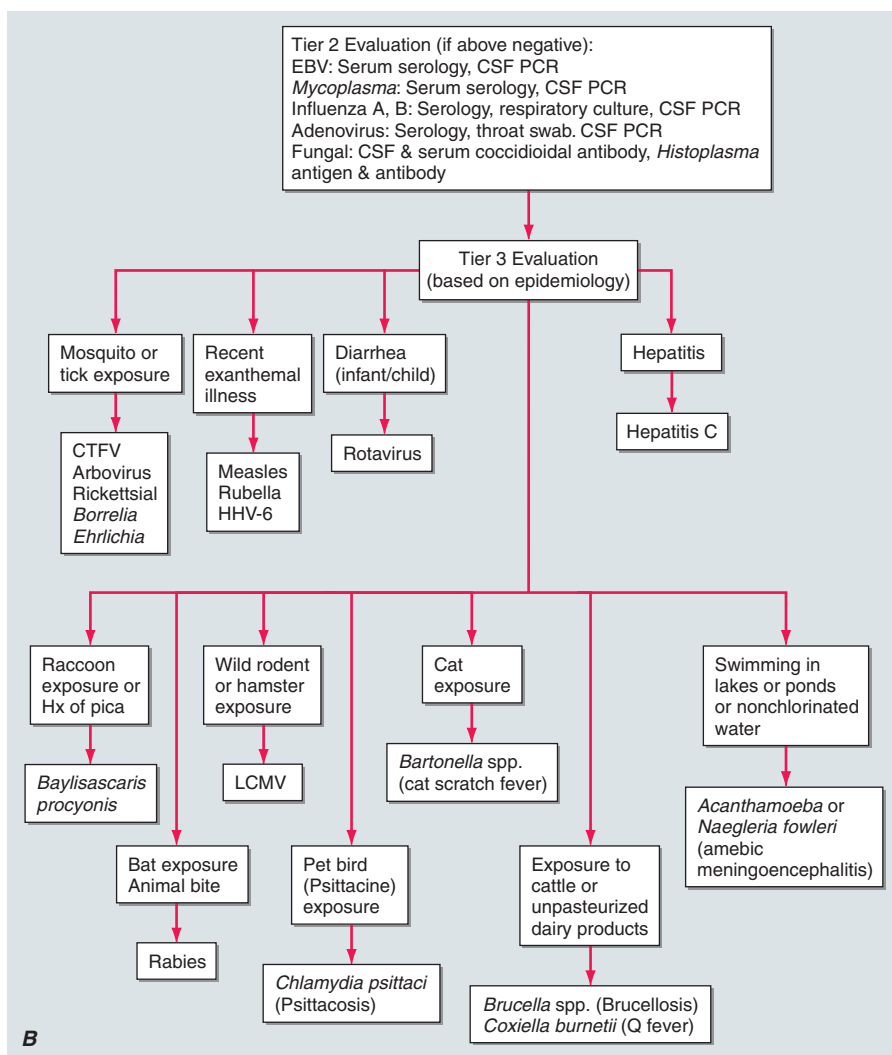 Tier 2 Evaluation (if above negative):
EBV: Serum serology, CSF PCR
Mycoplasma: Serum serology, CSF PCR
Influenza A, B: Serology, respiratory culture, CSF PCR
Adenovirus: Serology, throat swab. CSF PCR
Fungal: CSF & serum coccidioidal antibody, Histoplasma
antigen & antibody
Tier 3 Evaluation
(based on epidemiology)
Mosquito or
tick exposure
Recent
exanthemal
illness
Diarrhea
(infant/child)
Hepatitis
CTFV
Arbovirus
Rickettsial
Borrelia
Ehrlichia
Measles
Rubella
HHV-6
Rotavirus
Hepatitis C
Raccoon
exposure or
Hx of pica
Wild rodent
or hamster
exposure
Cat
exposure
Swimming in
lakes or ponds
or nonchlorinated
water
Baylisascaris
procyonis
LCMV
Bartonella spp.
(cat scratch fever)
Acanthamoeba or
Naegleria fowleri
(amebic
meningoencephalitis)
Bat exposure
Animal bite
Pet bird
(Psittacine)
exposure
Exposure to
cattle or
unpasteurized
dairy products
Rabies
Chlamydia psittaci
(Psittacosis)
Brucella spp. (Brucellosis)
Coxiella burnetii (Q fever)
B